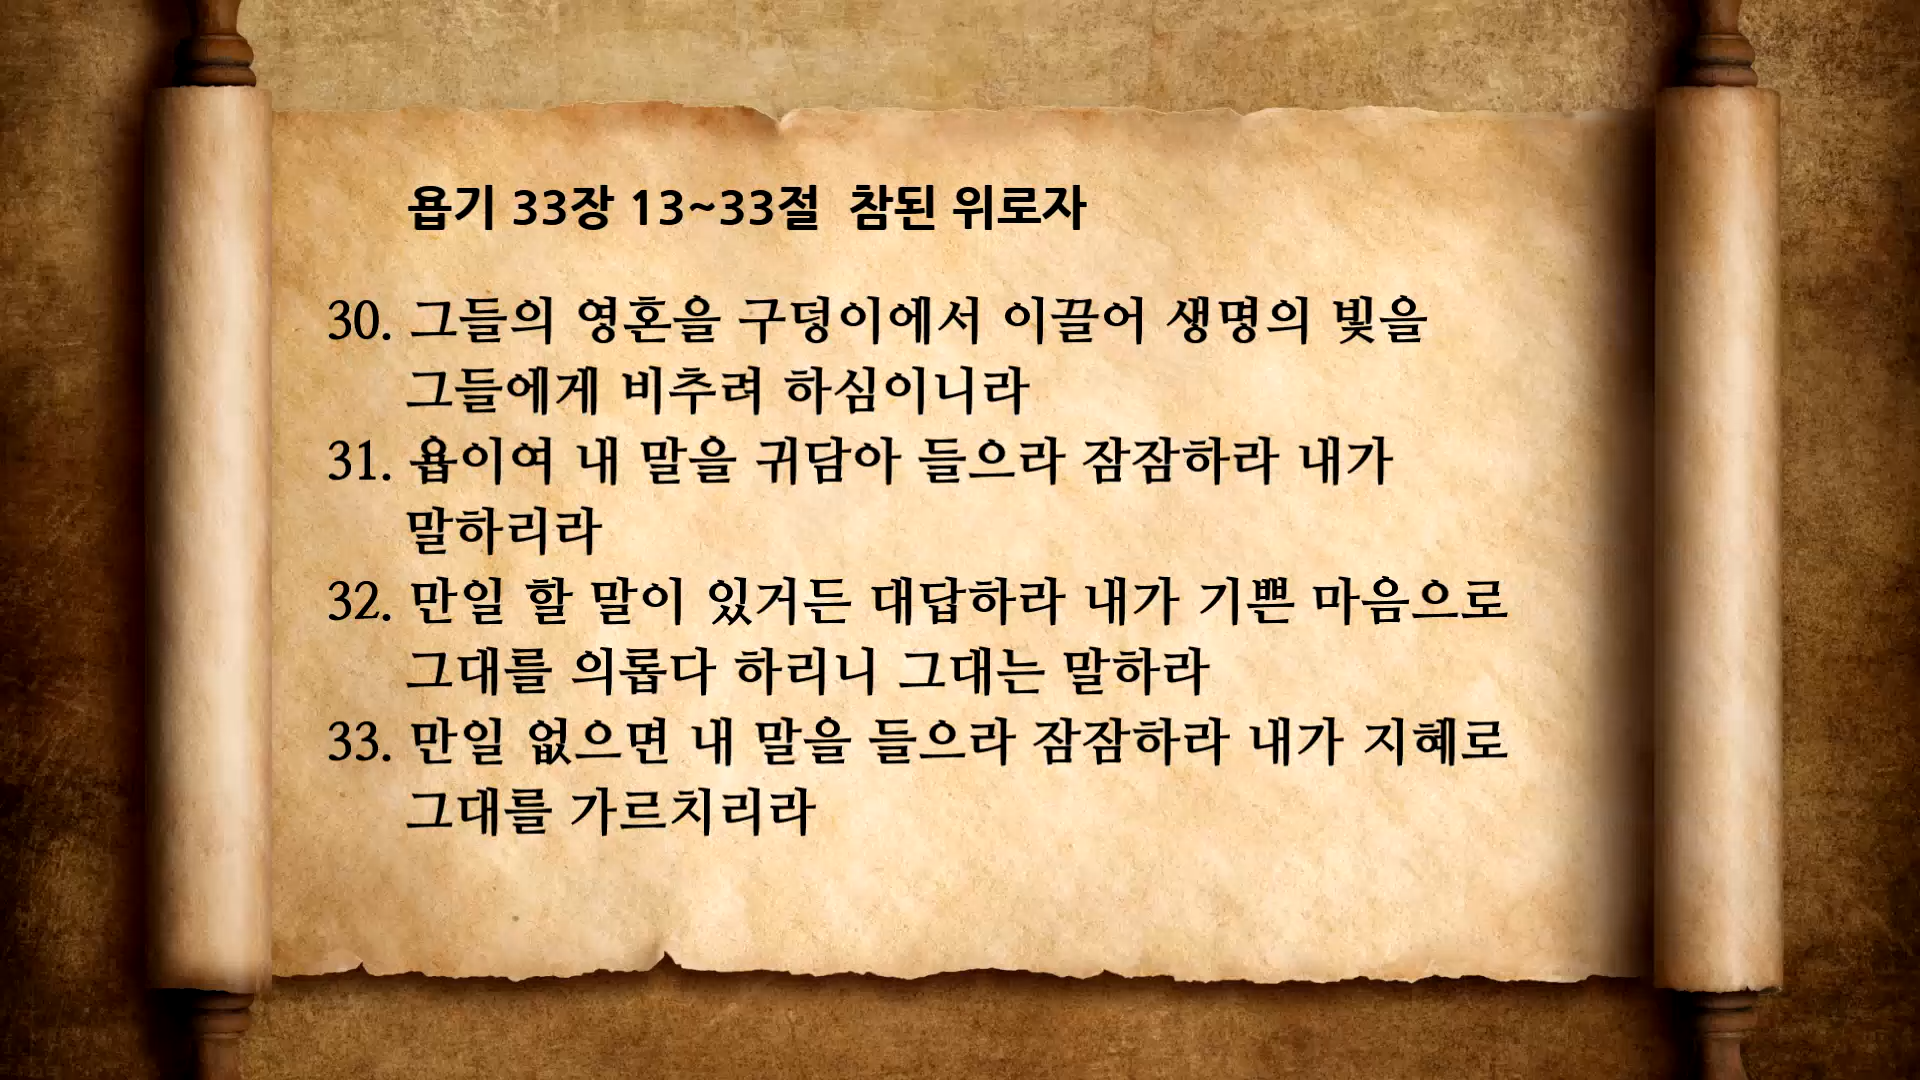 욥기 33장 13~33절  참된 위로자
30. 그들의 영혼을 구덩이에서 이끌어 생명의 빛을
그들에게 비추려 하심이니라
31. 욥이여 내 말을 귀담아 들으라 잠잠하라 내가
말하리라
32. 만일 할 말이 있거든 대답하라 내가 기쁜 마음으로
그대를 의롭다 하리니 그대는 말하라
33. 만일 없으면 내 말을 들으라 잠잠하라 내가 지혜로
그대를 가르치리라